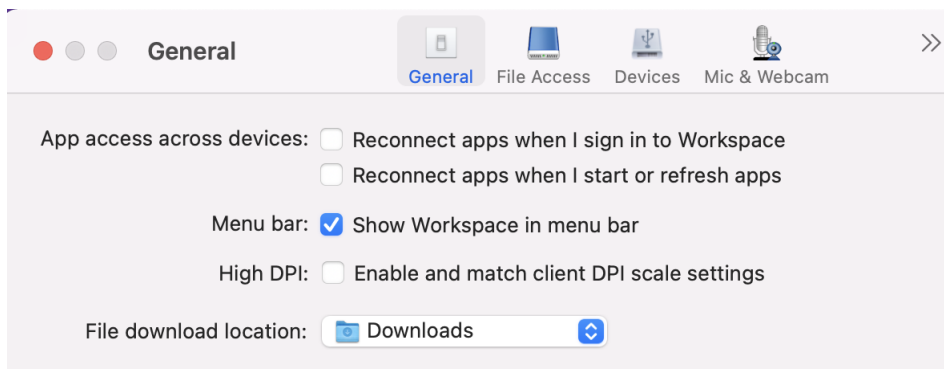 General
General
File Access
Devices
Mic & Webcam
App access across devices: Reconnect apps when I sign in to Workspace
Reconnect apps when I start or refresh apps
Menu bar: Show Workspace in menu bar
High DPI: Enable and match client DPI scale settings
File download location: Downloads